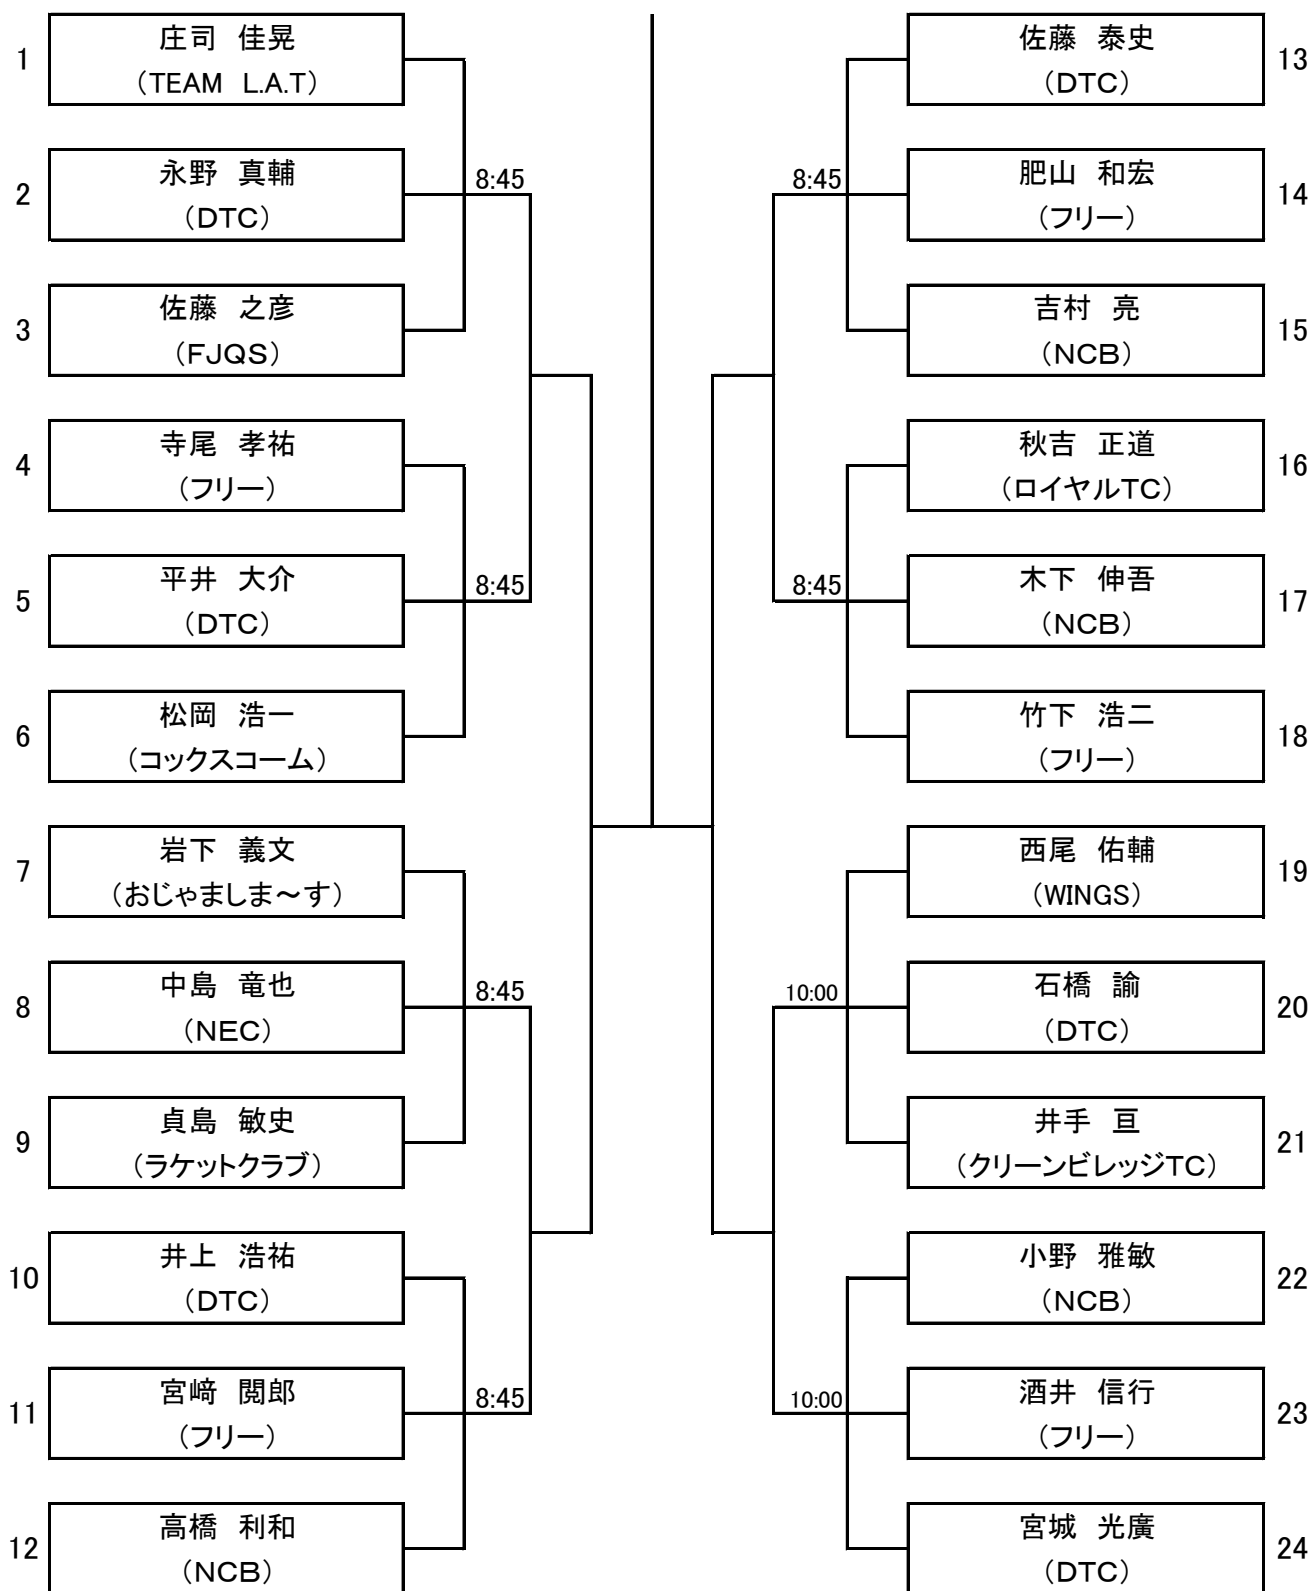 1
庄司　佳晃
（TEAM　L.A.T）
2
永野　真輔
（DTC）
8:45
3
佐藤　之彦
（FJQS）
4
寺尾　孝祐
（フリー）
5
平井　大介
（DTC）
8:45
6
松岡　浩一
（コックスコーム）
7
岩下　義文
（おじゃましま～す）
8
中島　竜也
（NEC）
8:45
9
貞島　敏史
（ラケットクラブ）
10
井上　浩祐
（DTC）
11
宮﨑　閲郎
（フリー）
8:45
12
高橋　利和
（NCB）
佐藤　泰史
（DTC）
13
8:45
肥山　和宏
（フリー）
14
吉村　亮
（NCB）
15
秋吉　正道
（ロイヤルTC）
16
8:45
木下　伸吾
（NCB）
17
竹下　浩二
（フリー）
18
西尾　佑輔
（WINGS）
19
10:00
石橋　諭
（DTC）
20
井手　亘
（クリーンビレッジTC）
21
小野　雅敏
（NCB）
22
10:00
酒井　信行
（フリー）
23
宮城　光廣
（DTC）
24